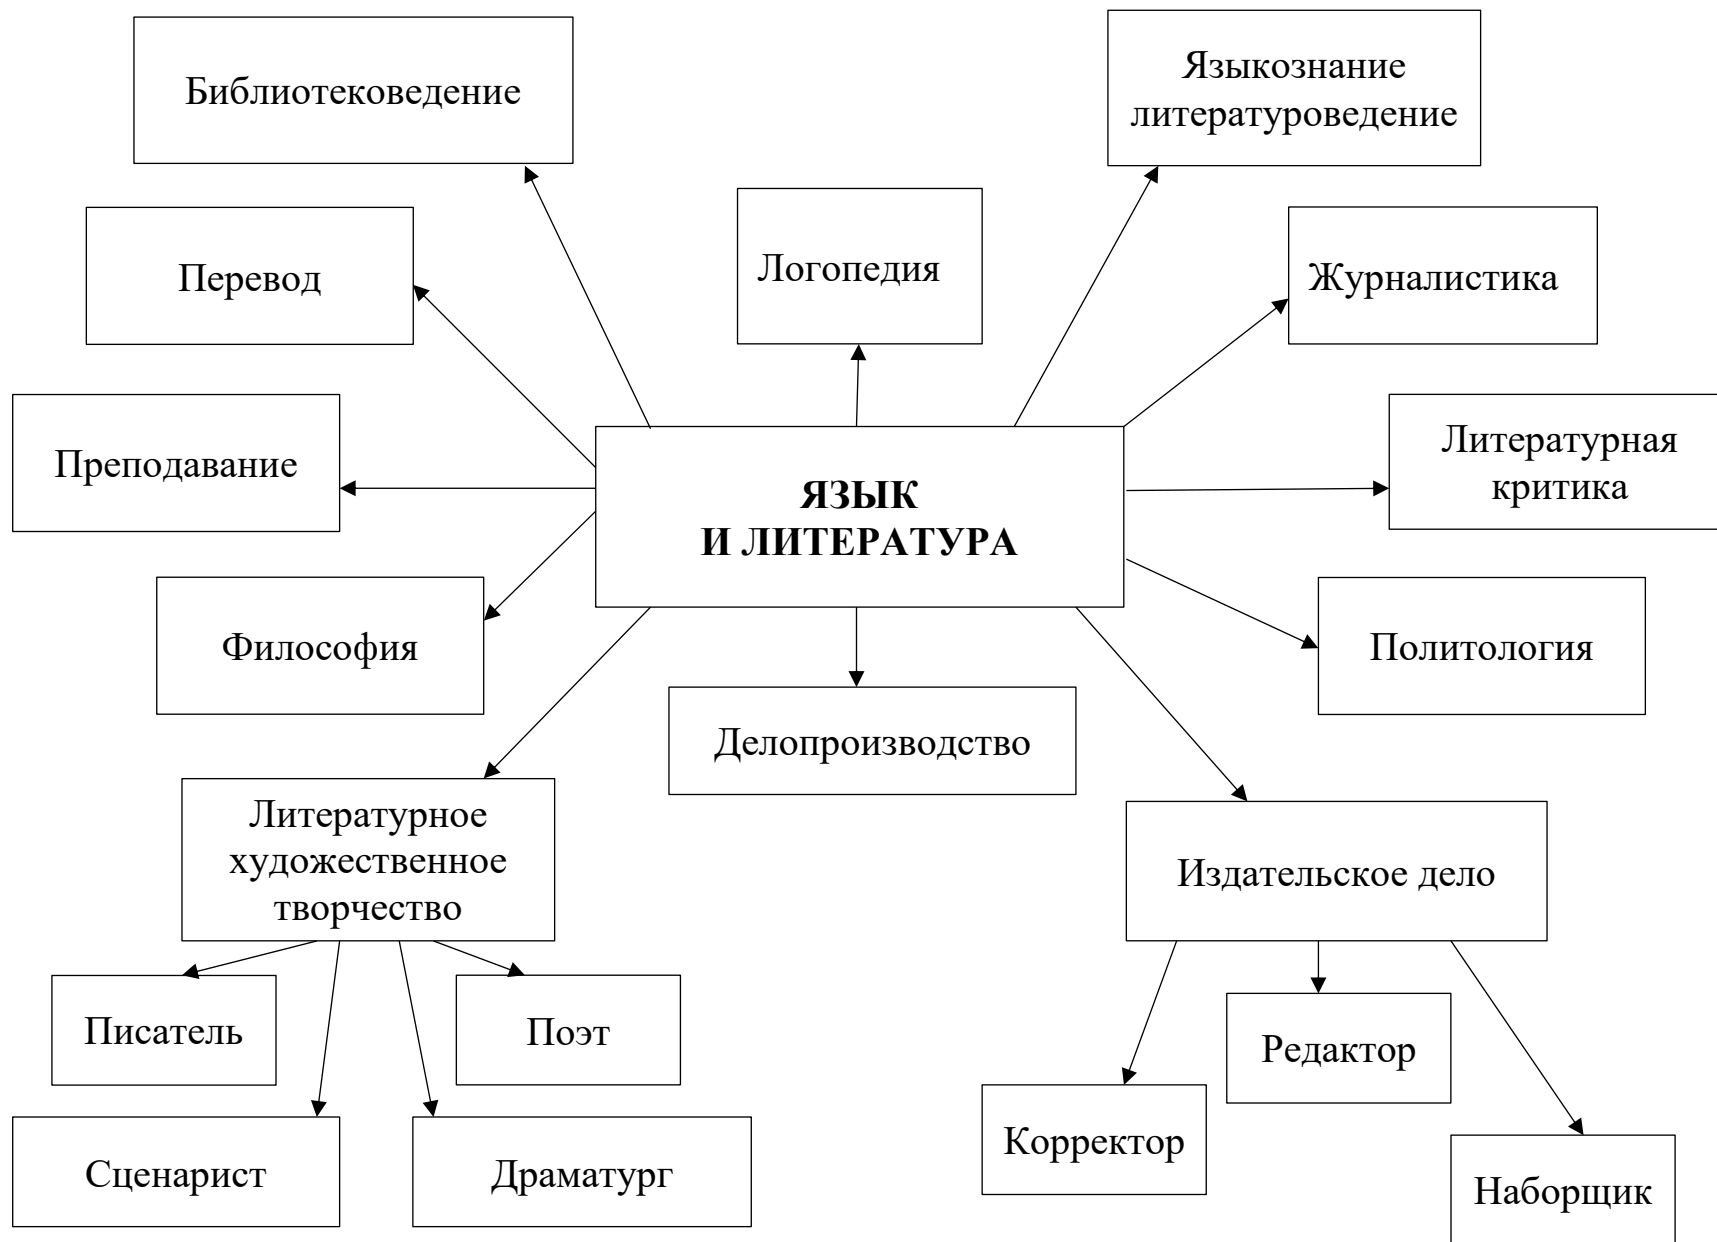 Библиотековедение
Языкознание
литературоведение
Перевод
Логопедия
Журналистика
Преподавание
Литературная
критика
ЯЗЫК
И ЛИТЕРАТУРА
Философия
Политология
Делопроизводство
Литературное
художественное
творчество
Издательское дело
Писатель
Поэт
Редактор
Сценарист
Драматург
Корректор
Наборщик